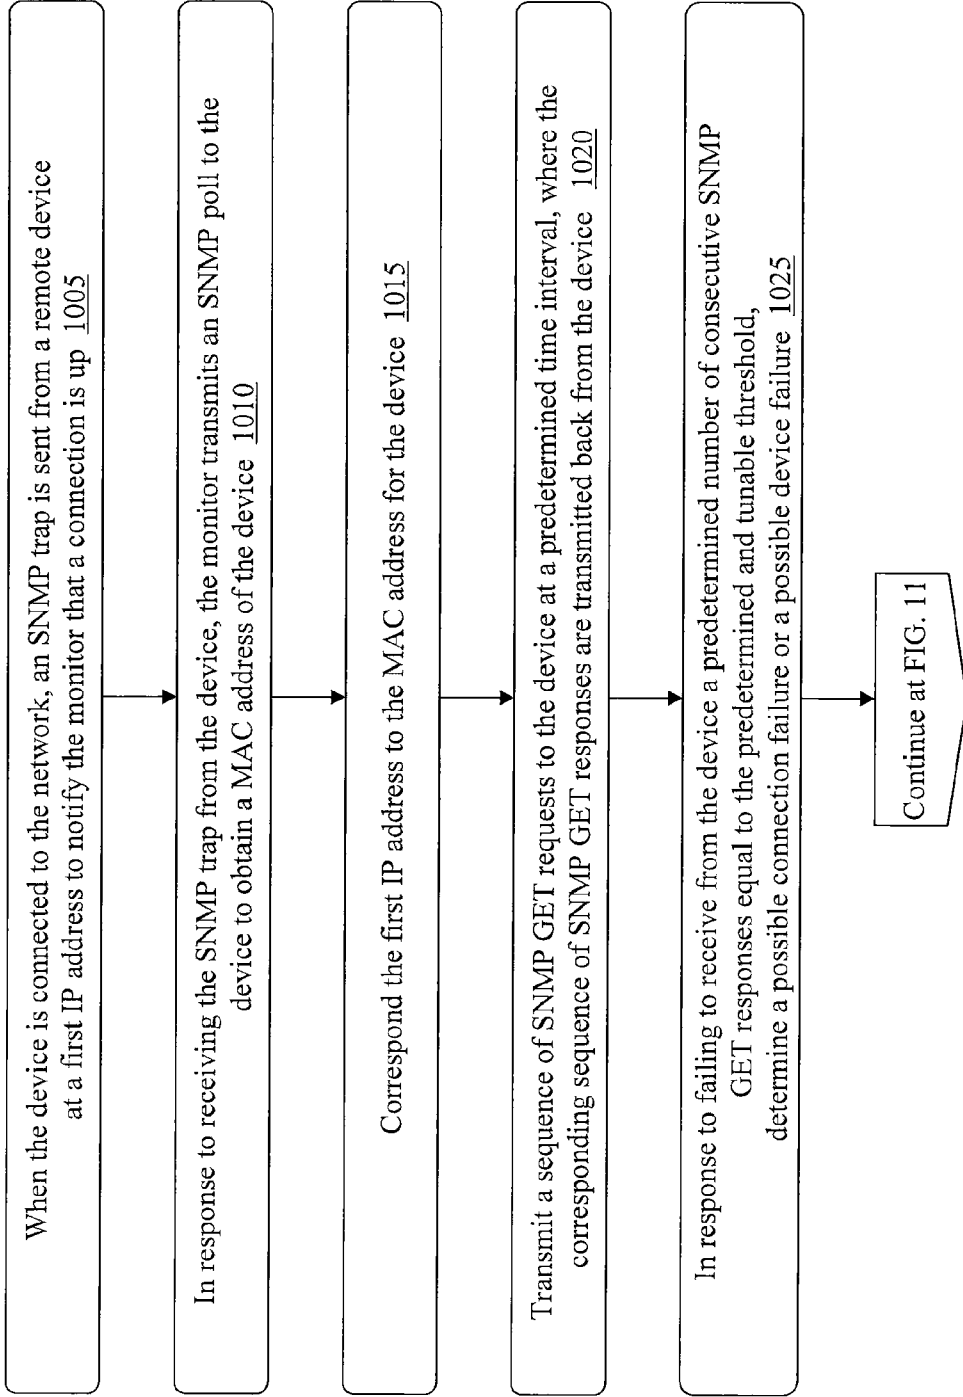 When the device is connected to the network, an SNMP trap is sent from a remote device
at a first IP address to notify the monitor that a connection is up 1005
In response to receiving the SNMP trap from the device, the monitor transmits an SNMP poll to the
device to obtain a MAC address of the device 1010
Correspond the first IP address to the MAC address for the device 1015
Transmit a sequence of SNMP GET requests to the device at a predetermined time interval, where the
corresponding sequence of SNMP GET responses are transmitted back from the device 1020
In response to failing to receive from the device a predetermined number of consecutive SNMP
GET responses equal to the predetermined and tunable threshold,
determine a possible connection failure or a possible device failure 1025
Continue at FIG. 11